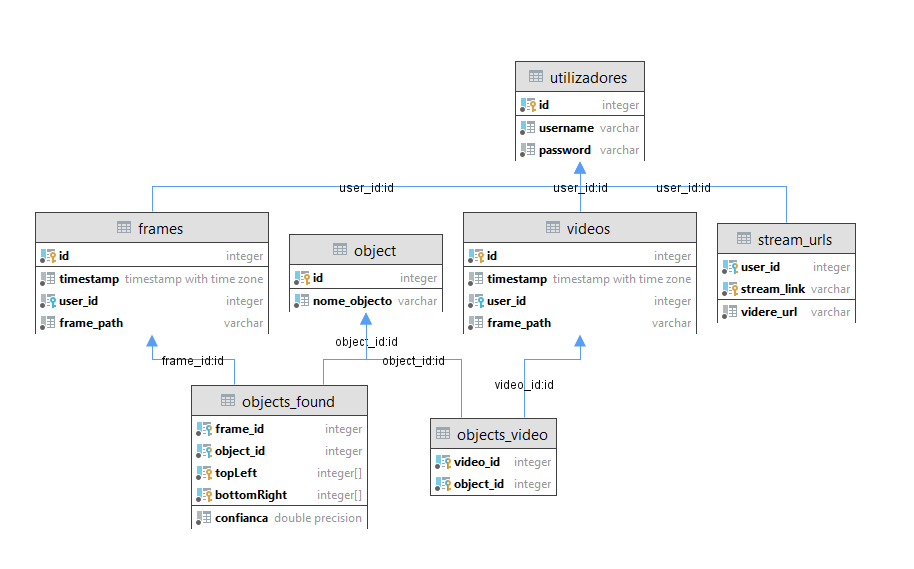 utilizadores
id integer
username varchar
password varchar
user_id:id
user_id:id
user_id:id
frames
id integer
timestamp timestamp with time zone
user_id integer
frame_path varchar
object
id integer
nome_objecto varchar
videos
id integer
timestamp timestamp with time zone
user_id integer
frame_path varchar
stream_urls
user_id integer
stream_link varchar
videre_url varchar
object_id:id
frame_id:id
object_id:id
video_id:id
objects_found
frame_id integer
object_id integer
topLeft integer[]
bottomRight integer[]
confianca double precision
objects_video
video_id integer
object_id integer